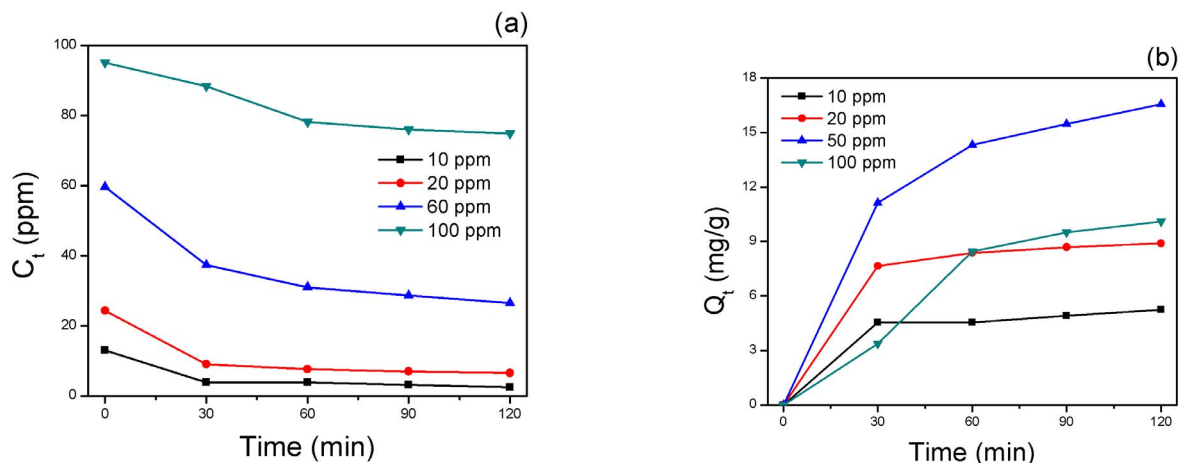 (a)
100
80
60
40
20
0
C_t (ppm)
10 ppm
20 ppm
60 ppm
100 ppm
0 30 60 90 120
Time (min)
(b)
18
15
12
9
6
3
0
Q_t (mg/g)
10 ppm
20 ppm
50 ppm
100 ppm
0 30 60 90 120
Time (min)